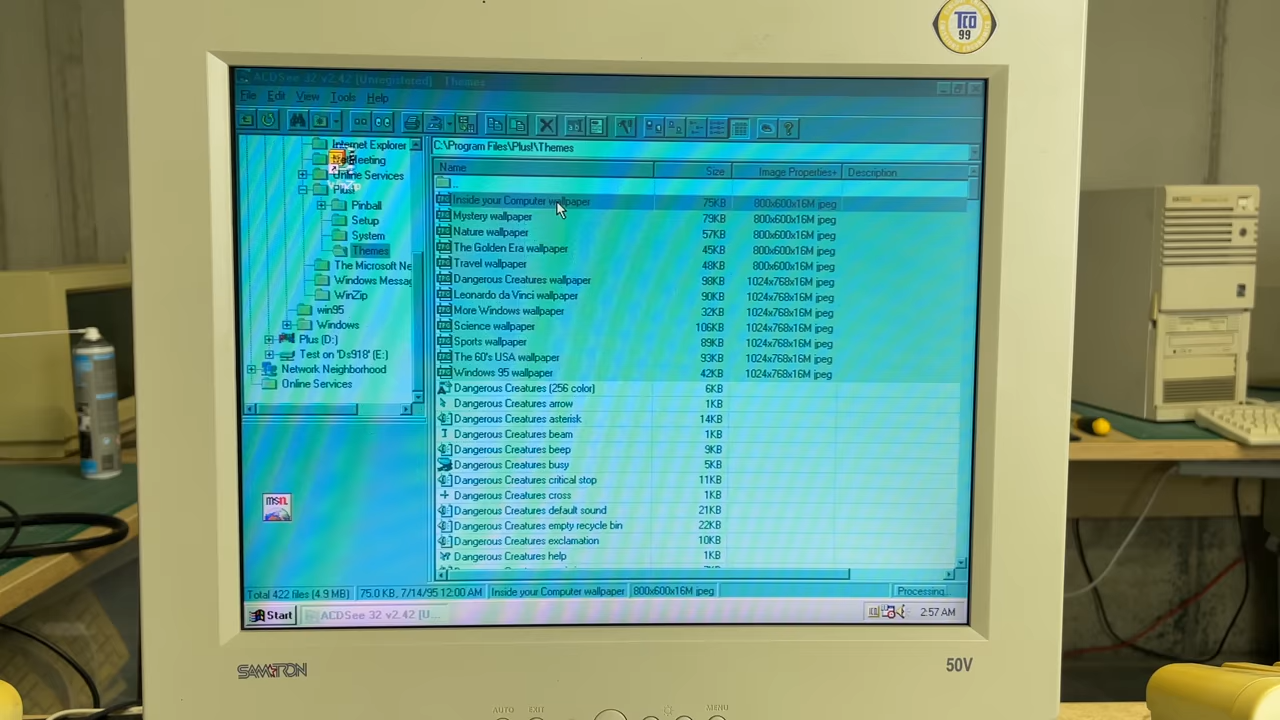 TCO
99
ACDSee 32 v2.42 [Unregistered] - Themes
File Edit View Tools Help
Internet Explorer
NetMeeting
Online Services
Plus!
Pinball
Setup
System
Themes
The Microsoft Ne
Windows Messag
WinZip
win95
Windows
Plus (D:)
Test on 'Ds918' (E:)
Network Neighborhood
Online Services
C:\Program Files\Plus!\Themes
Name Size Image Properties+ Description
..
Inside your Computer wallpaper 75KB 800x600x16M jpeg
Mystery wallpaper 79KB 800x600x16M jpeg
Nature wallpaper 57KB 800x600x16M jpeg
The Golden Era wallpaper 45KB 800x600x16M jpeg
Travel wallpaper 48KB 800x600x16M jpeg
Dangerous Creatures wallpaper 98KB 1024x768x16M jpeg
Leonardo da Vinci wallpaper 90KB 1024x768x16M jpeg
More Windows wallpaper 32KB 1024x768x16M jpeg
Science wallpaper 106KB 1024x768x16M jpeg
Sports wallpaper 89KB 1024x768x16M jpeg
The 60's USA wallpaper 93KB 1024x768x16M jpeg
Windows 95 wallpaper 42KB 1024x768x16M jpeg
Dangerous Creatures (256 color) 6KB
Dangerous Creatures arrow 1KB
Dangerous Creatures asterisk 14KB
Dangerous Creatures beam 1KB
Dangerous Creatures beep 9KB
Dangerous Creatures busy 5KB
Dangerous Creatures critical stop 11KB
Dangerous Creatures cross 1KB
Dangerous Creatures default sound 21KB
Dangerous Creatures empty recycle bin 22KB
Dangerous Creatures exclamation 10KB
Dangerous Creatures help 1KB
msn
Total 422 files (4.9 MB) 75.0 KB, 7/14/95 12:00 AM Inside your Computer wallpaper 800x600x16M jpeg Processing...
Start ACDSee 32 v2.42 [U... 2:57 AM
SAMTRON 50V
AUTO EXIT MENU